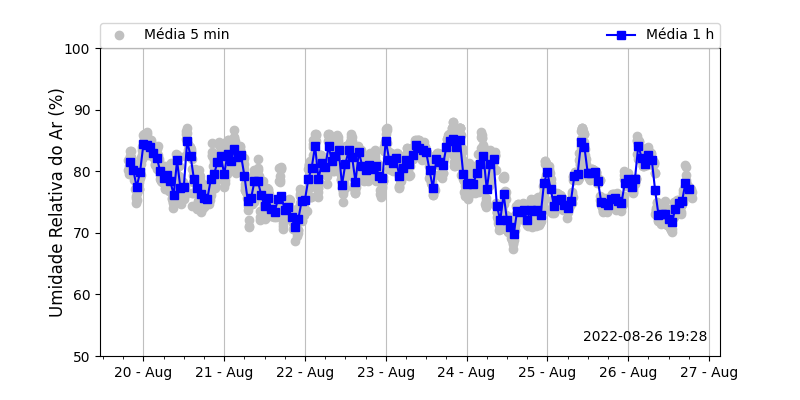 Média 5 min
Média 1 h
Umidade Relativa do Ar (%)
100
90
80
70
60
50
2022-08-26 19:28
20 - Aug
21 - Aug
22 - Aug
23 - Aug
24 - Aug
25 - Aug
26 - Aug
27 - Aug